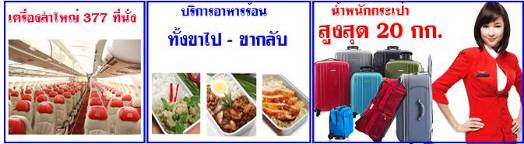 เครื่องลำใหญ่ 377 ที่นั่ง
บริการอาหารร้อน
ทั้งขาไป - ขากลับ
น้ำหนักกระเป๋า
สูงสุด 20 กก.